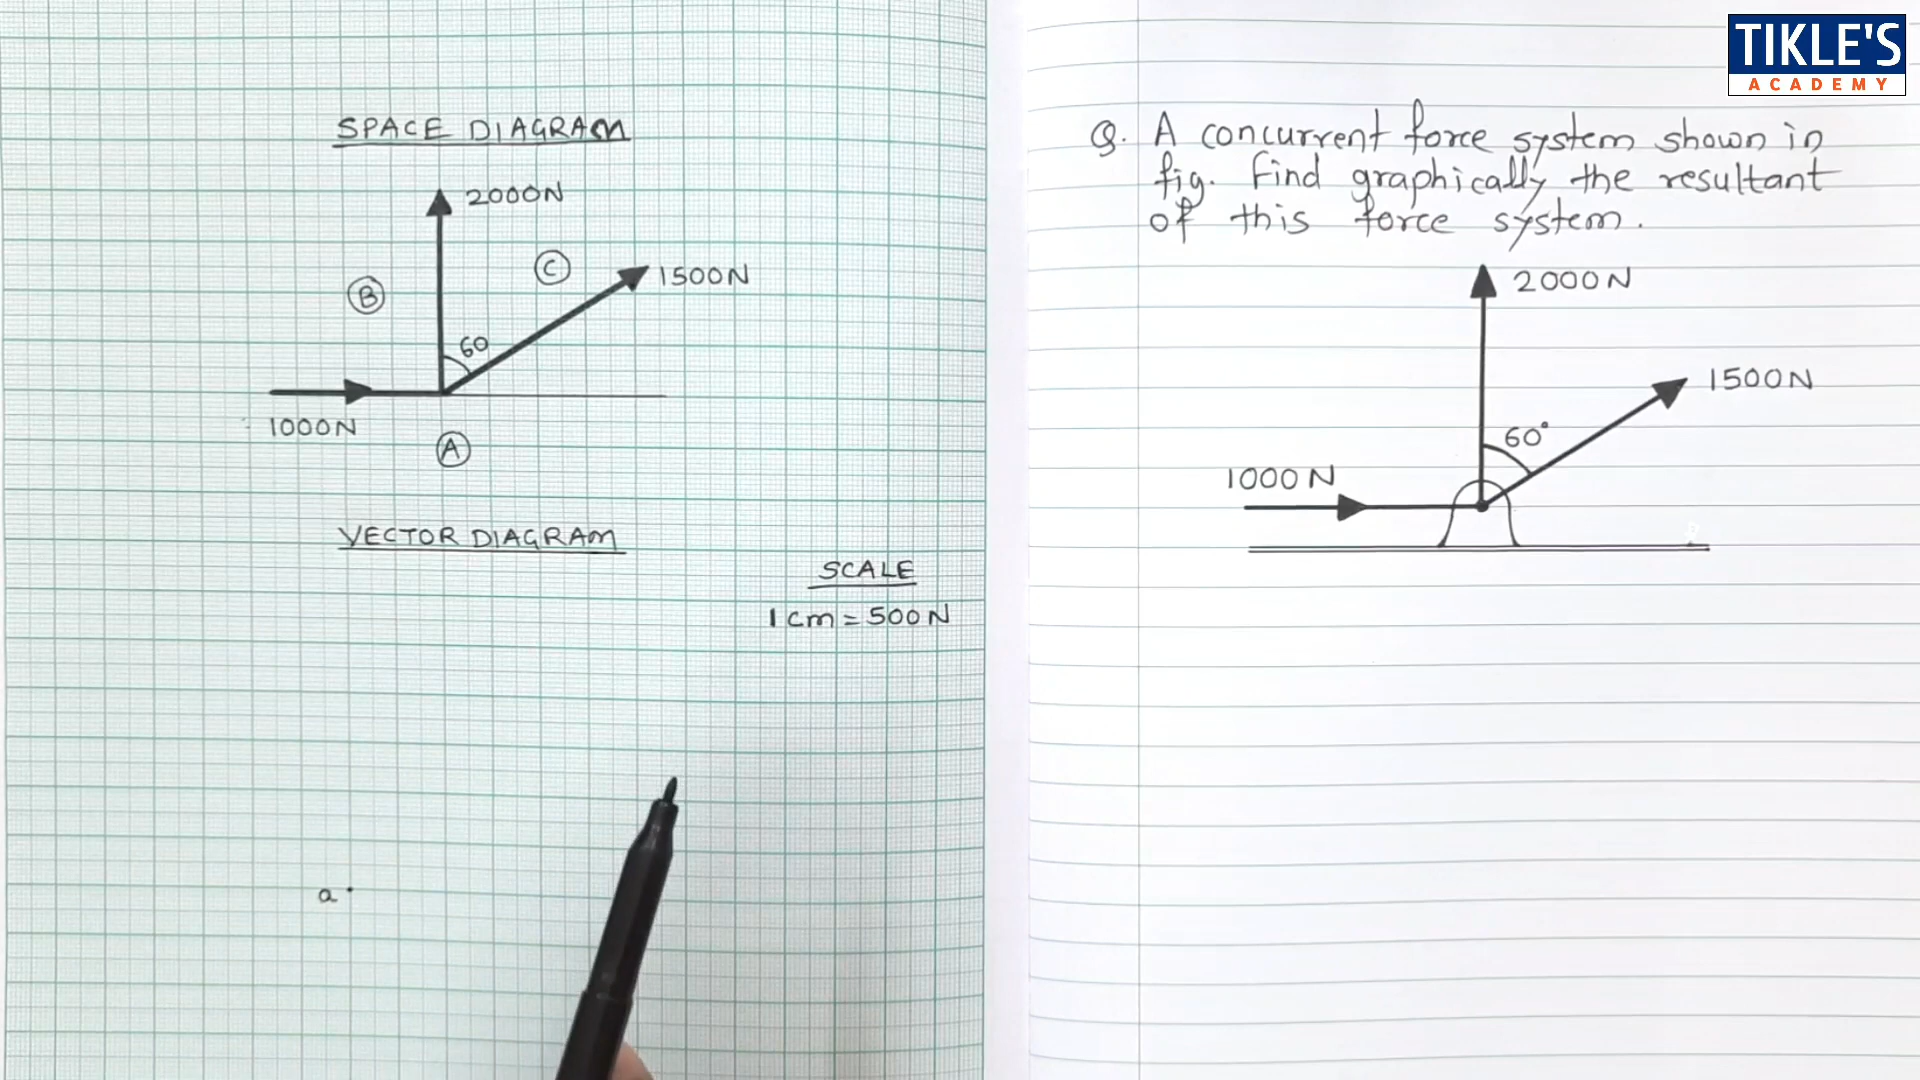 SPACE DIAGRAM
2000N
C
1500N
B
60
1000N
A
VECTOR DIAGRAM
SCALE
1 cm = 500 N
a
TIKLE'S
ACADEMY
Q. A concurrent force system shown in
fig. Find graphically the resultant
of this force system.
2000 N
1500 N
60°
1000 N